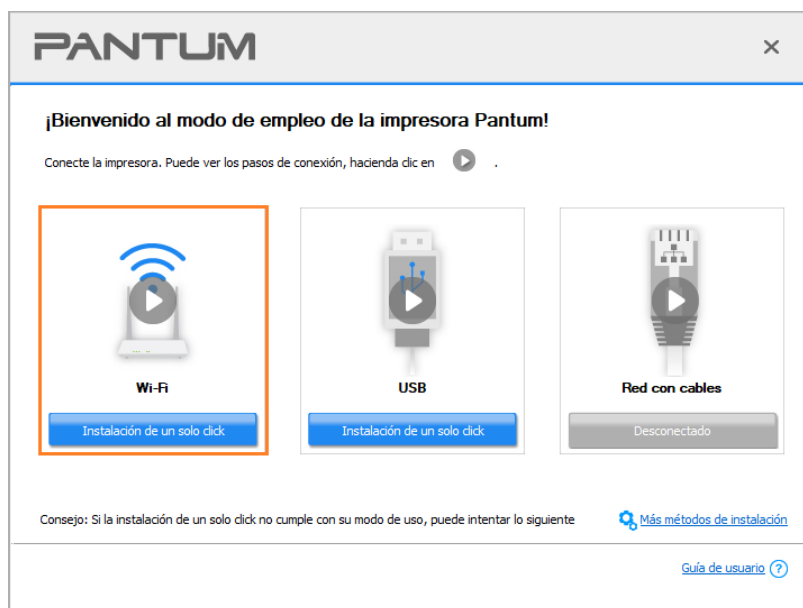 PANTUM
¡Bienvenido al modo de empleo de la impresora Pantum!
Conecte la impresora. Puede ver los pasos de conexión, hacienda clic en .
Wi-Fi
Instalación de un solo click
USB
Instalación de un solo click
Red con cables
Desconectado
Consejo: Si la instalación de un solo click no cumple con su modo de uso, puede intentar lo siguiente
Más métodos de instalación
Guía de usuario ?